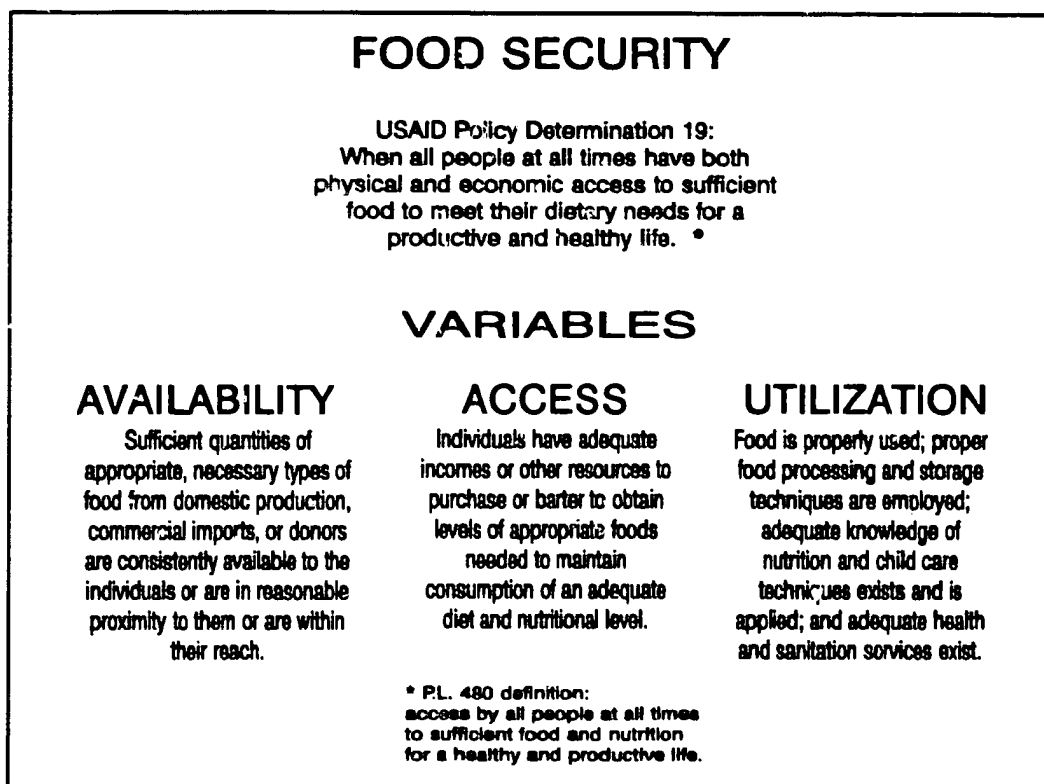 FOOD SECURITY
USAID Policy Determination 19:
When all people at all times have both
physical and economic access to sufficient
food to meet their dietary needs for a
productive and healthy life. *
VARIABLES
AVAILABILITY
Sufficient quantities of
appropriate, necessary types of
food from domestic production,
commercial imports, or donors
are consistently available to the
individuals or are in reasonable
proximity to them or are within
their reach.
ACCESS
Individuals have adequate
incomes or other resources to
purchase or barter to obtain
levels of appropriate foods
needed to maintain
consumption of an adequate
diet and nutritional level.
UTILIZATION
Food is properly used; proper
food processing and storage
techniques are employed;
adequate knowledge of
nutrition and child care
techniques exists and is
applied; and adequate health
and sanitation services exist.
* P.L. 480 definition:
access by all people at all times
to sufficient food and nutrition
for a healthy and productive life.